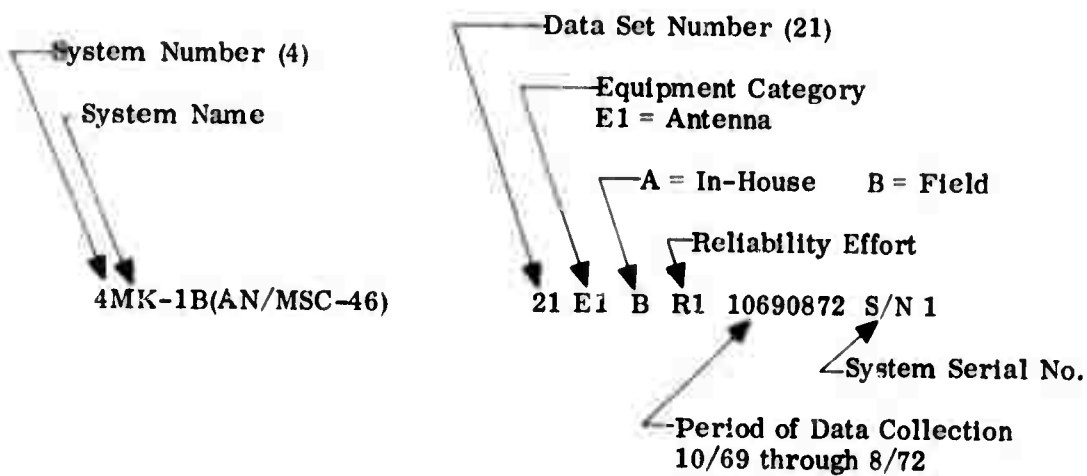 System Number (4)
System Name
4MK-1B(AN/MSC-46)
Data Set Number (21)
Equipment Category
E1 = Antenna
A = In-House B = Field
Reliability Effort
21 E1 B R1 10690872 S/N 1
System Serial No.
Period of Data Collection
10/69 through 8/72